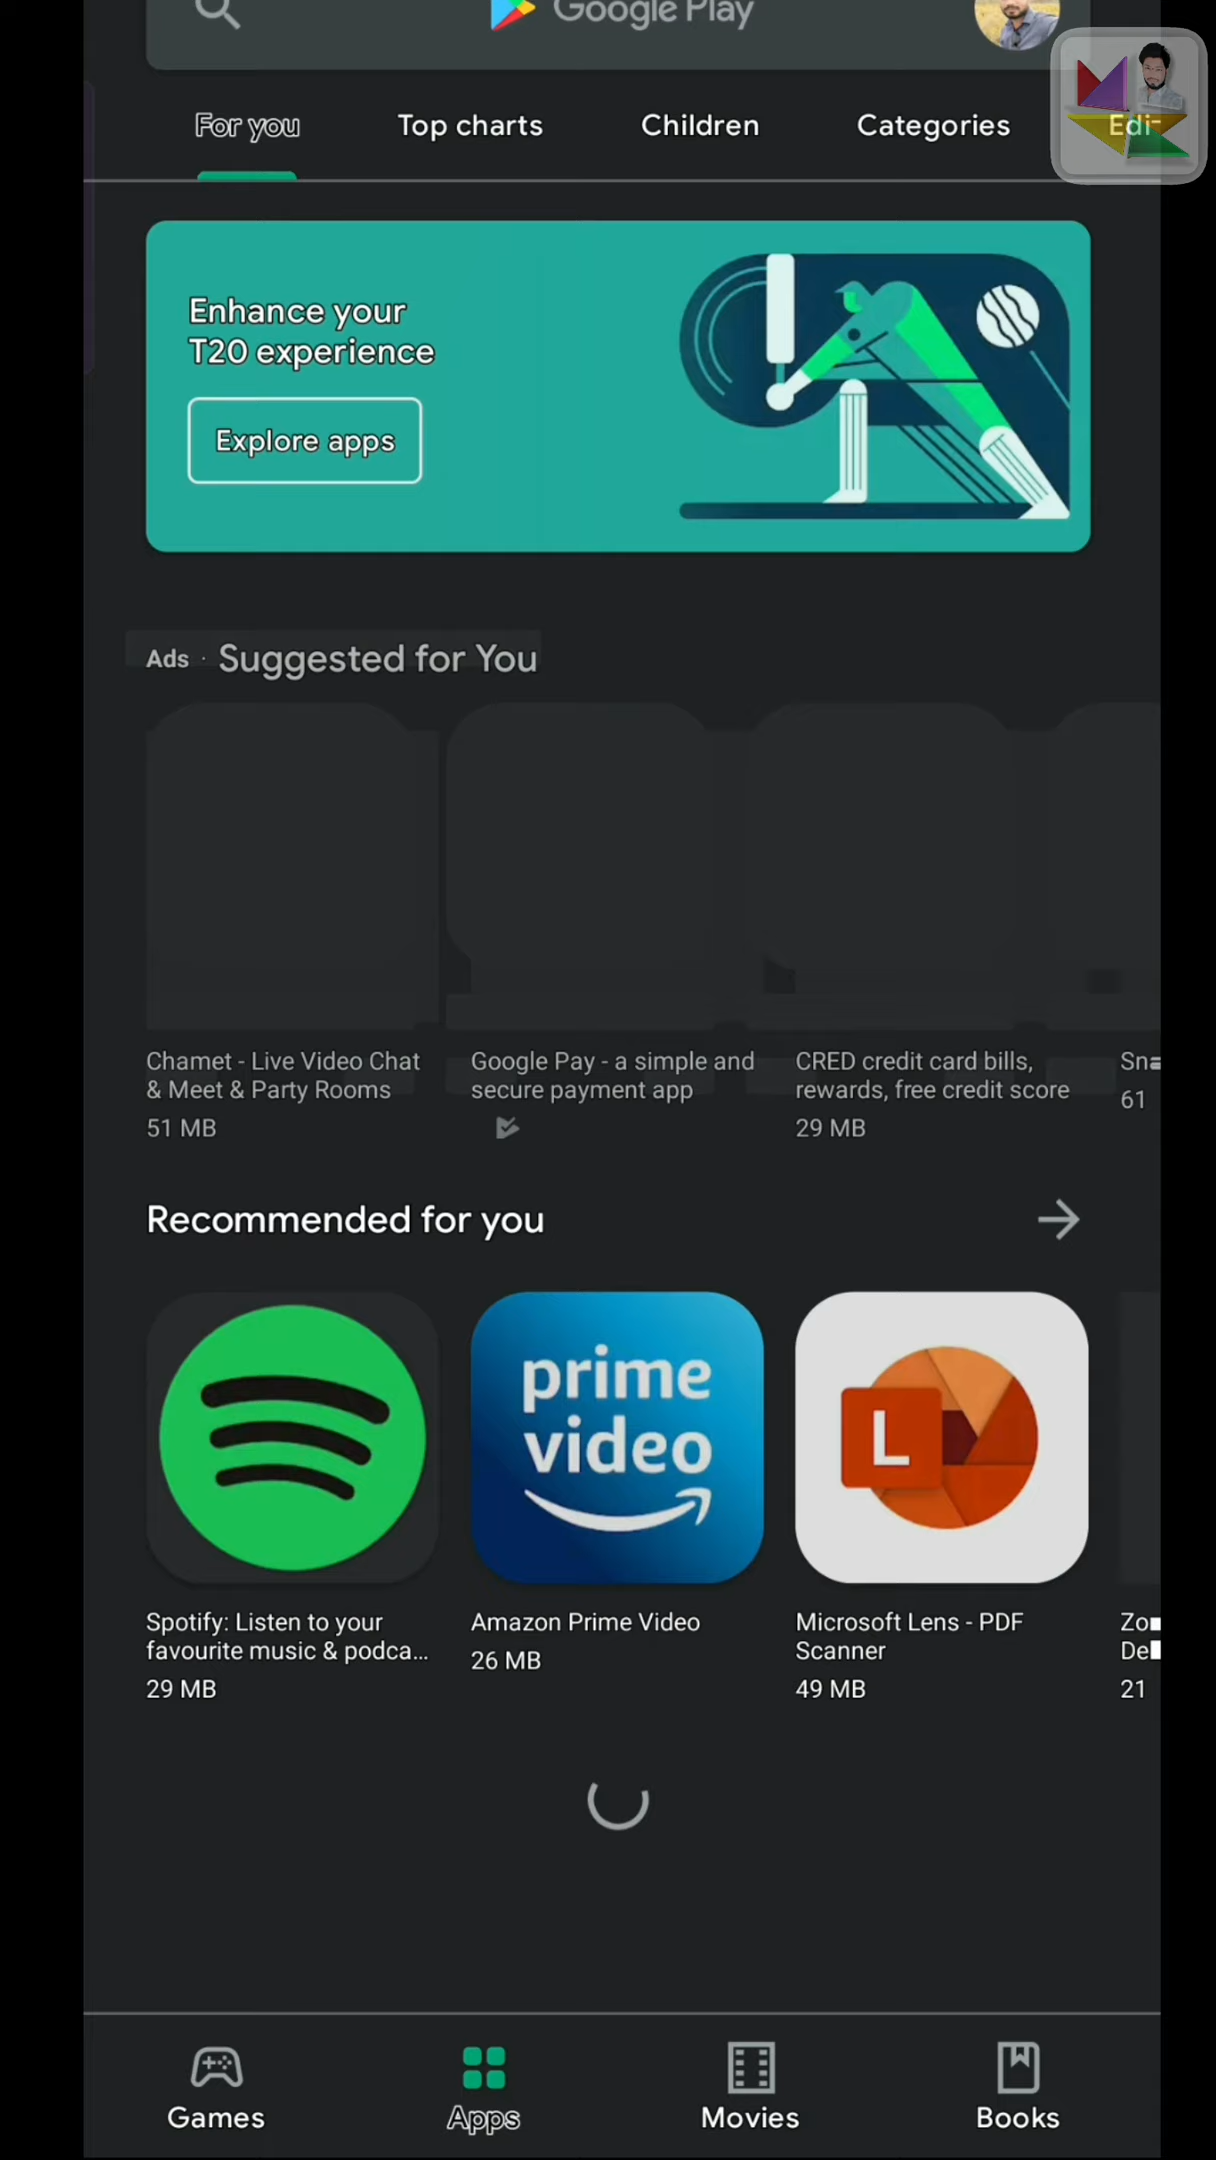 Google Play
For you
Top charts
Children
Categories
Edi
Enhance your
T20 experience
Explore apps
Ads · Suggested for You
Chamet - Live Video Chat
& Meet & Party Rooms
51 MB
Google Pay - a simple and
secure payment app
CRED credit card bills,
rewards, free credit score
29 MB
61
Recommended for you
prime
video
L
Spotify: Listen to your
favourite music & podca...
29 MB
Amazon Prime Video
26 MB
Microsoft Lens - PDF
Scanner
49 MB
21
Games
Apps
Movies
Books